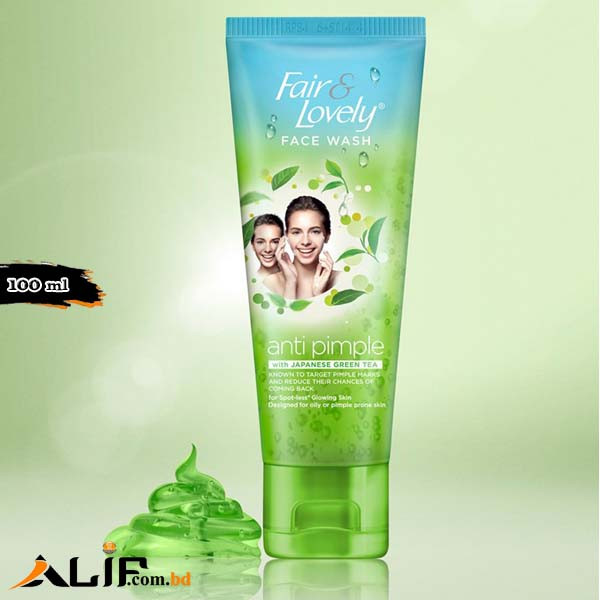 Fair &
Lovely®
FACE WASH
100 ml
anti pimple
with JAPANESE GREEN TEA
KNOWN TO TARGET PIMPLE MARKS
AND REDUCE THEIR CHANCES OF
COMING BACK
for Spot-less* Glowing Skin
Designed for oily or pimple prone skin
ALIF.com.bd